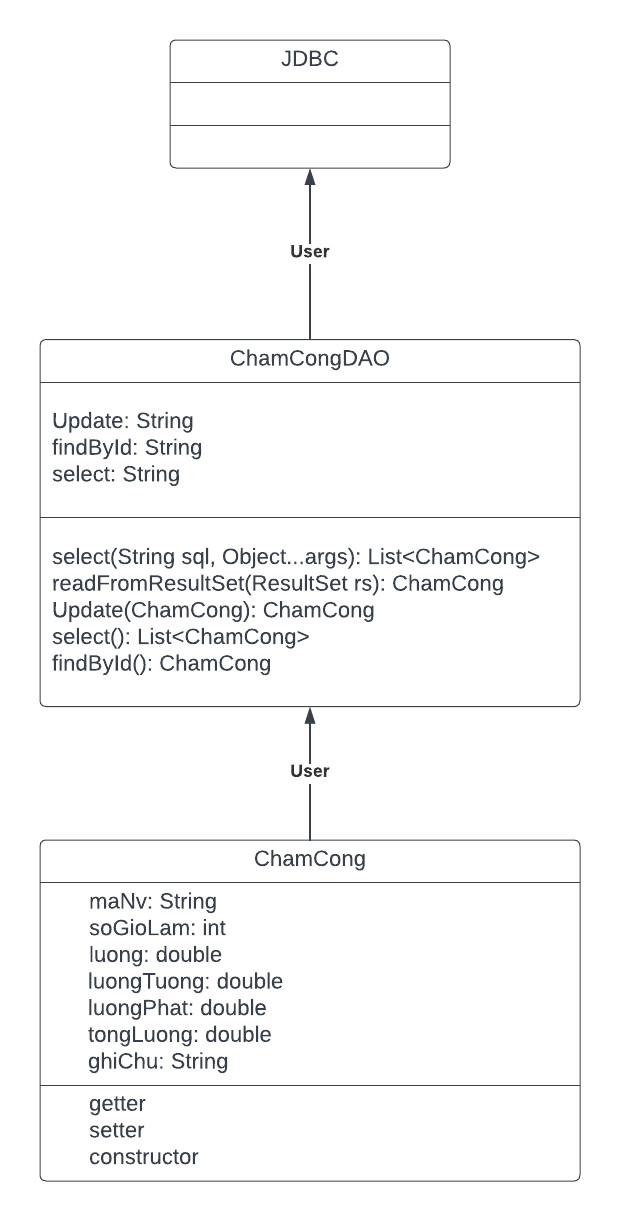 JDBC
User
ChamCongDAO
Update: String
findById: String
select: String
select(String sql, Object...args): List<ChamCong>
readFromResultSet(ResultSet rs): ChamCong
Update(ChamCong): ChamCong
select(): List<ChamCong>
findById(): ChamCong
User
ChamCong
maNv: String
soGioLam: int
luong: double
luongTuong: double
luongPhat: double
tongLuong: double
ghiChu: String
getter
setter
constructor